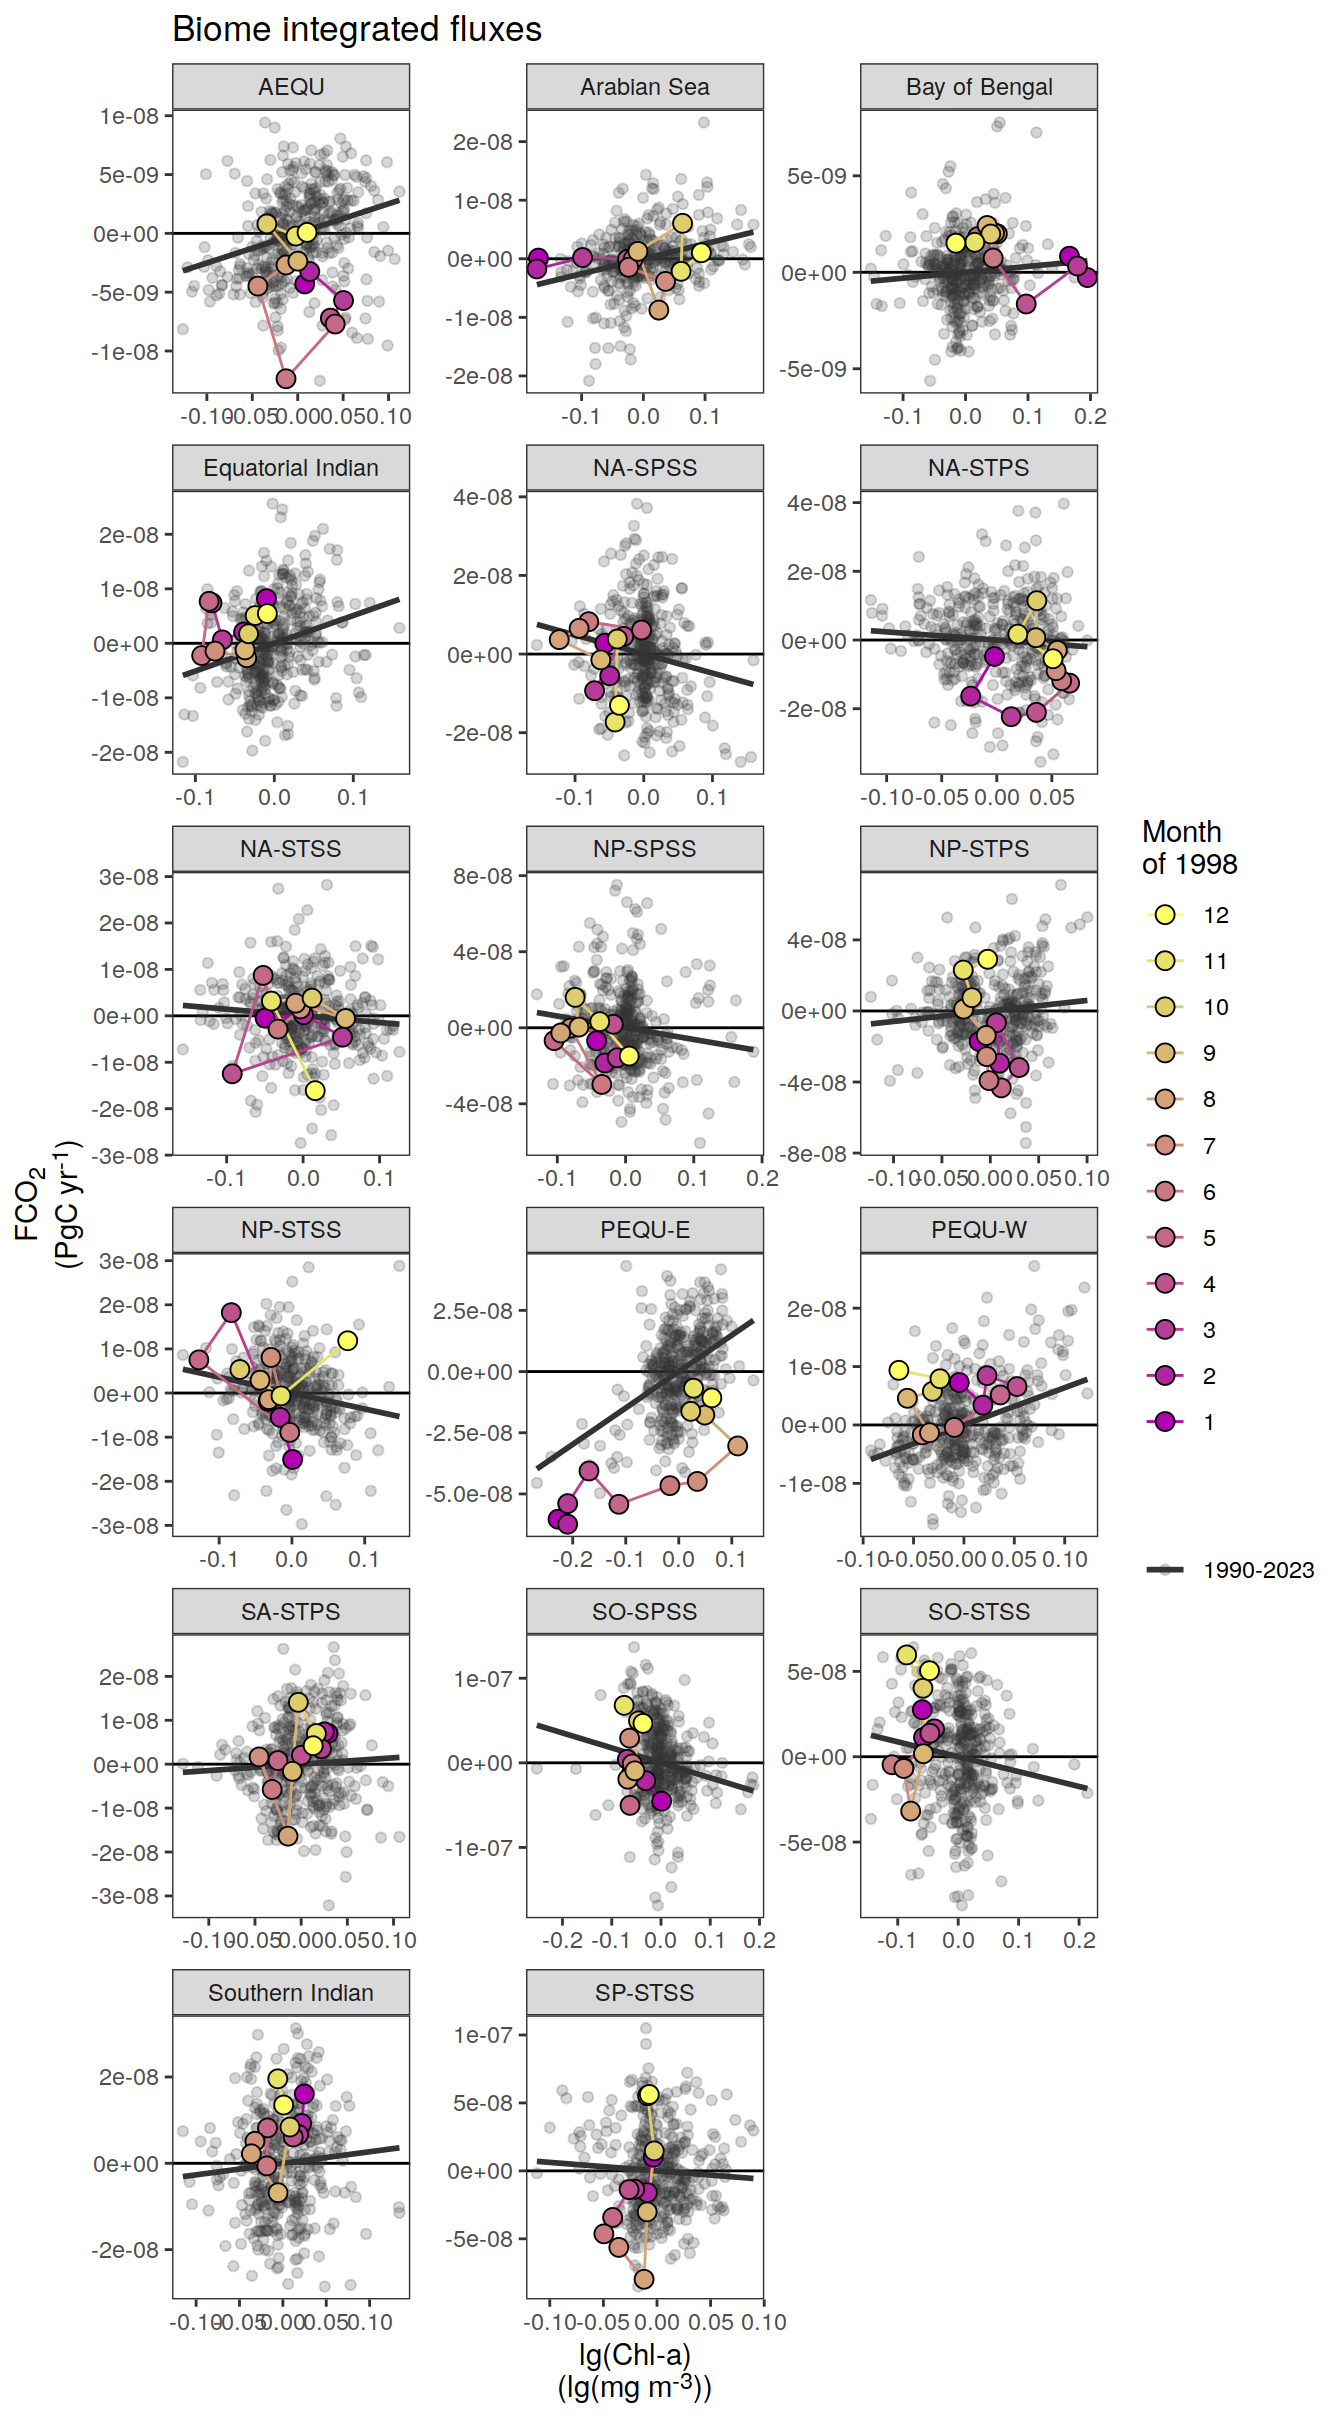 Biome integrated fluxes
AEQU
Arabian Sea
Bay of Bengal
1e-08
5e-09
0e+00
-5e-09
-1e-08
2e-08
1e-08
0e+00
-1e-08
-2e-08
5e-09
0e+00
-5e-09
-0.10 -0.05 0.00 0.05 0.10
-0.1 0.0 0.1
-0.1 0.0 0.1 0.2
Equatorial Indian
NA-SPSS
NA-STPS
2e-08
1e-08
0e+00
-1e-08
-2e-08
4e-08
2e-08
0e+00
-2e-08
4e-08
2e-08
0e+00
-2e-08
-0.1 0.0 0.1
-0.1 0.0 0.1
-0.10 -0.05 0.00 0.05
NA-STSS
NP-SPSS
NP-STPS
3e-08
2e-08
1e-08
0e+00
-1e-08
-2e-08
-3e-08
8e-08
4e-08
0e+00
-4e-08
4e-08
0e+00
-4e-08
-8e-08
-0.1 0.0 0.1
-0.1 0.0 0.1 0.2
-0.10 -0.05 0.00 0.05 0.10
NP-STSS
PEQU-E
PEQU-W
3e-08
2e-08
1e-08
0e+00
-1e-08
-2e-08
-3e-08
2.5e-08
0.0e+00
-2.5e-08
-5.0e-08
2e-08
1e-08
0e+00
-1e-08
-0.1 0.0 0.1
-0.2 -0.1 0.0 0.1
-0.10 -0.05 0.00 0.05 0.10
SA-STPS
SO-SPSS
SO-STSS
2e-08
1e-08
0e+00
-1e-08
-2e-08
-3e-08
1e-07
0e+00
-1e-07
5e-08
0e+00
-5e-08
-0.10 -0.05 0.00 0.05 0.10
-0.2 -0.1 0.0 0.1 0.2
-0.1 0.0 0.1 0.2
Southern Indian
SP-STSS
2e-08
0e+00
-2e-08
1e-07
5e-08
0e+00
-5e-08
-0.10 -0.05 0.00 0.05 0.10
-0.10 -0.05 0.00 0.05 0.10
lg(Chl-a)
(lg(mg m-3))
FCO2
(PgC yr-1)
Month
of 1998
12
11
10
9
8
7
6
5
4
3
2
1
1990-2023